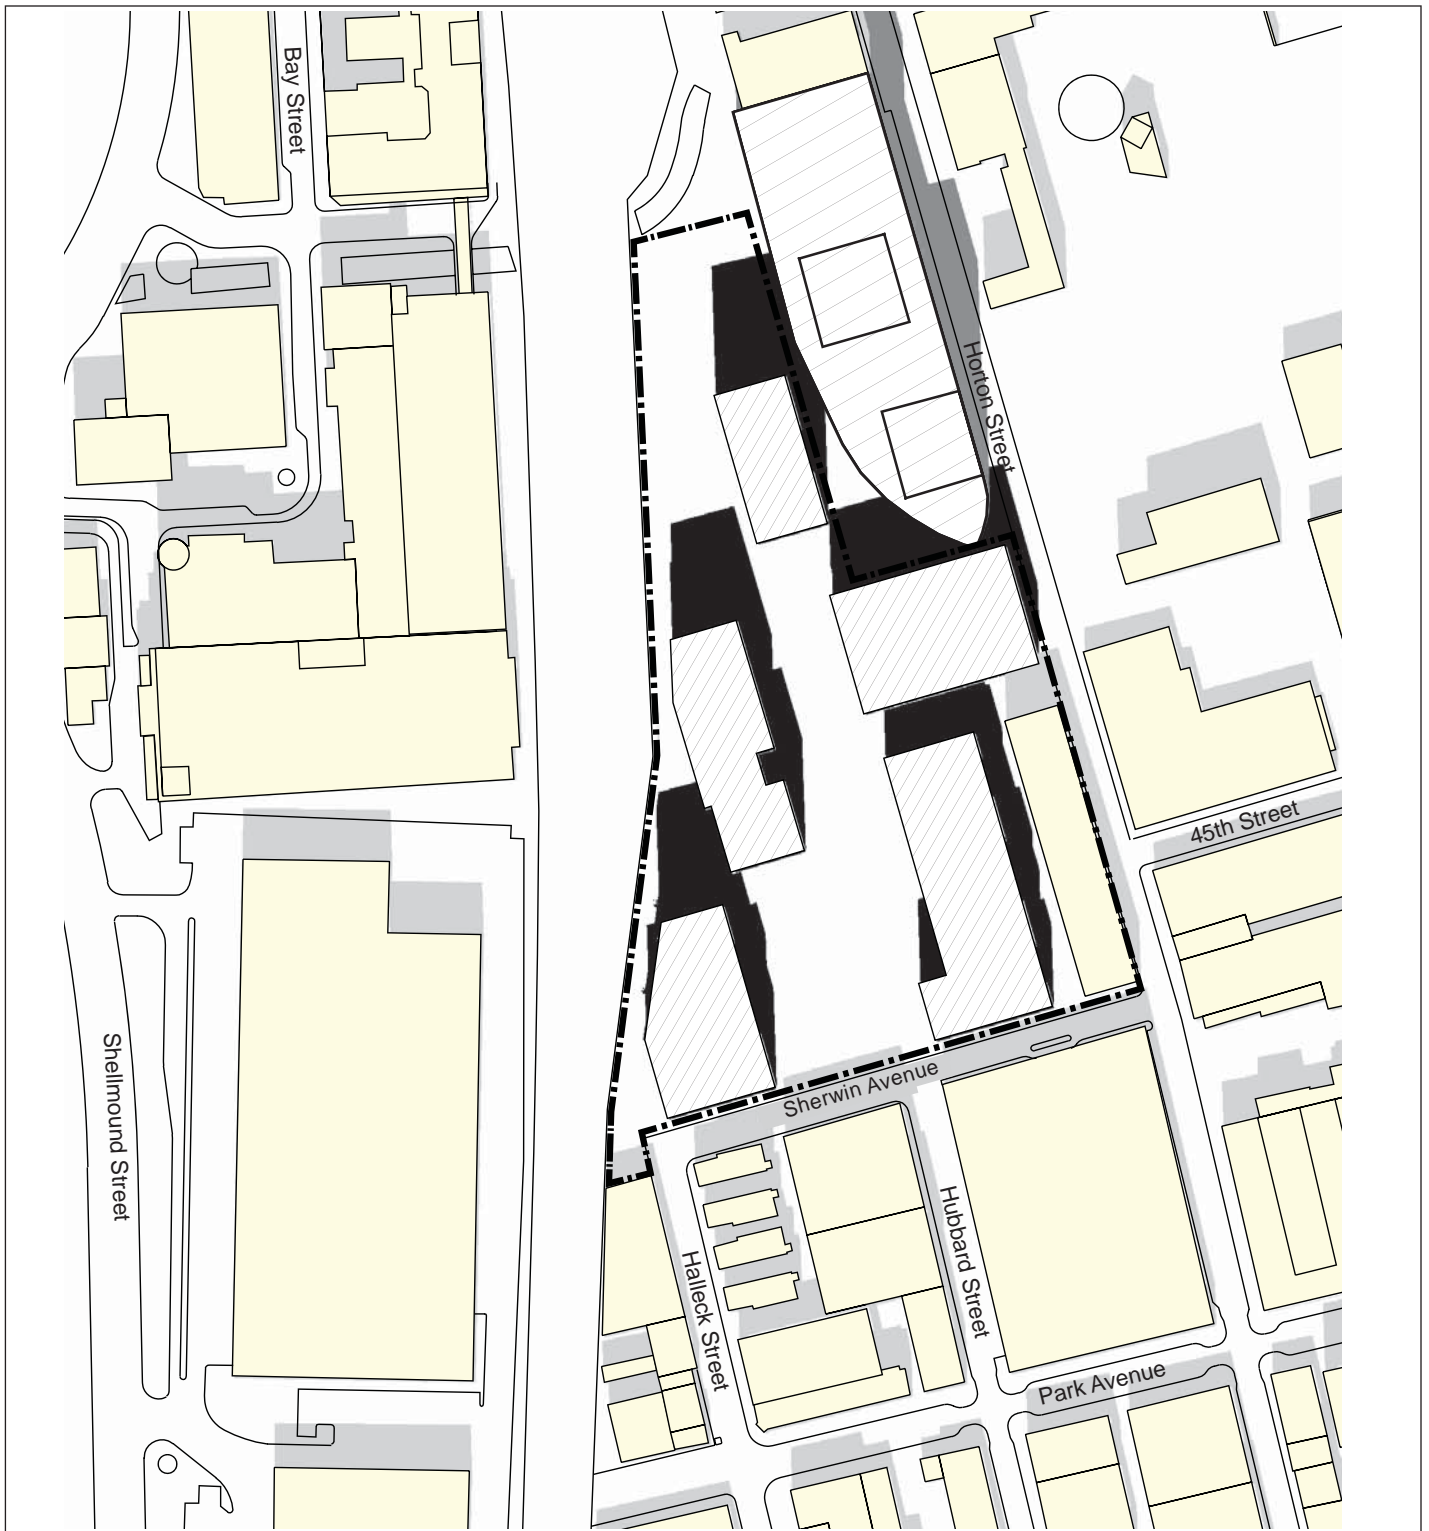 Bay Street
Horton Street
45th Street
Shellmound Street
Sherwin Avenue
Hubbard Street
Halleck Street
Park Avenue